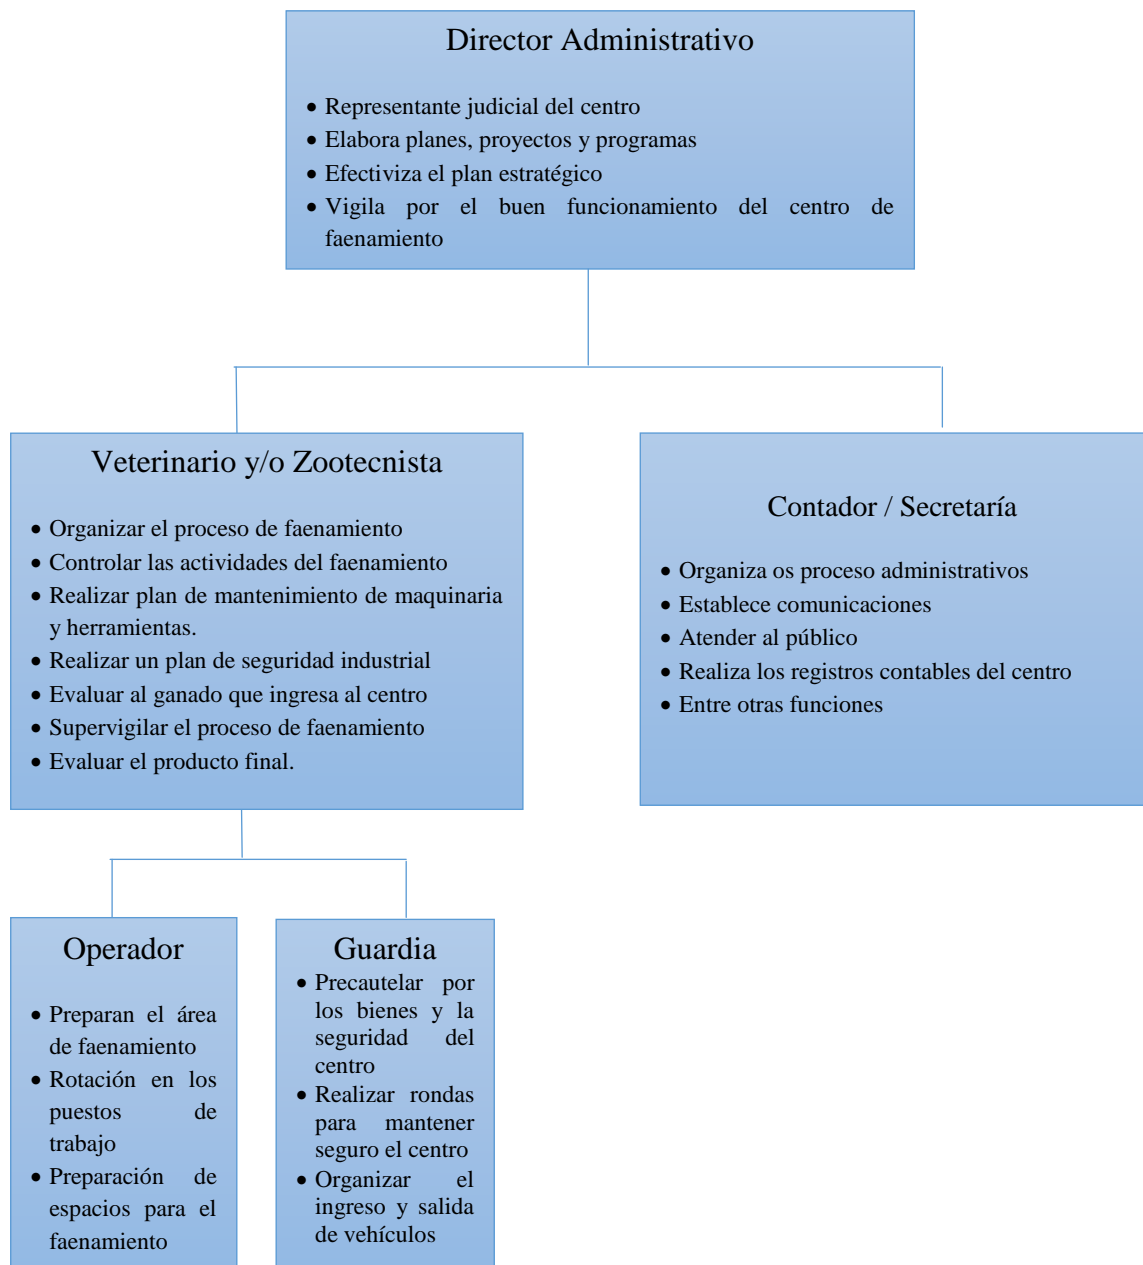 Director Administrativo
• Representante judicial del centro
• Elabora planes, proyectos y programas
• Efectiviza el plan estratégico
• Vigila por el buen funcionamiento del centro de
faenamiento
Veterinario y/o Zootecnista
• Organizar el proceso de faenamiento
• Controlar las actividades del faenamiento
• Realizar plan de mantenimiento de maquinaria
y herramientas.
• Realizar un plan de seguridad industrial
• Evaluar al ganado que ingresa al centro
• Supervigilar el proceso de faenamiento
• Evaluar el producto final.
Contador / Secretaría
• Organiza os proceso administrativos
• Establece comunicaciones
• Atender al público
• Realiza los registros contables del centro
• Entre otras funciones
Operador
• Preparan el área
de faenamiento
• Rotación en los
puestos de
trabajo
• Preparación de
espacios para el
faenamiento
Guardia
• Precautelar por
los bienes y la
seguridad del
centro
• Realizar rondas
para mantener
seguro el centro
• Organizar el
ingreso y salida
de vehículos